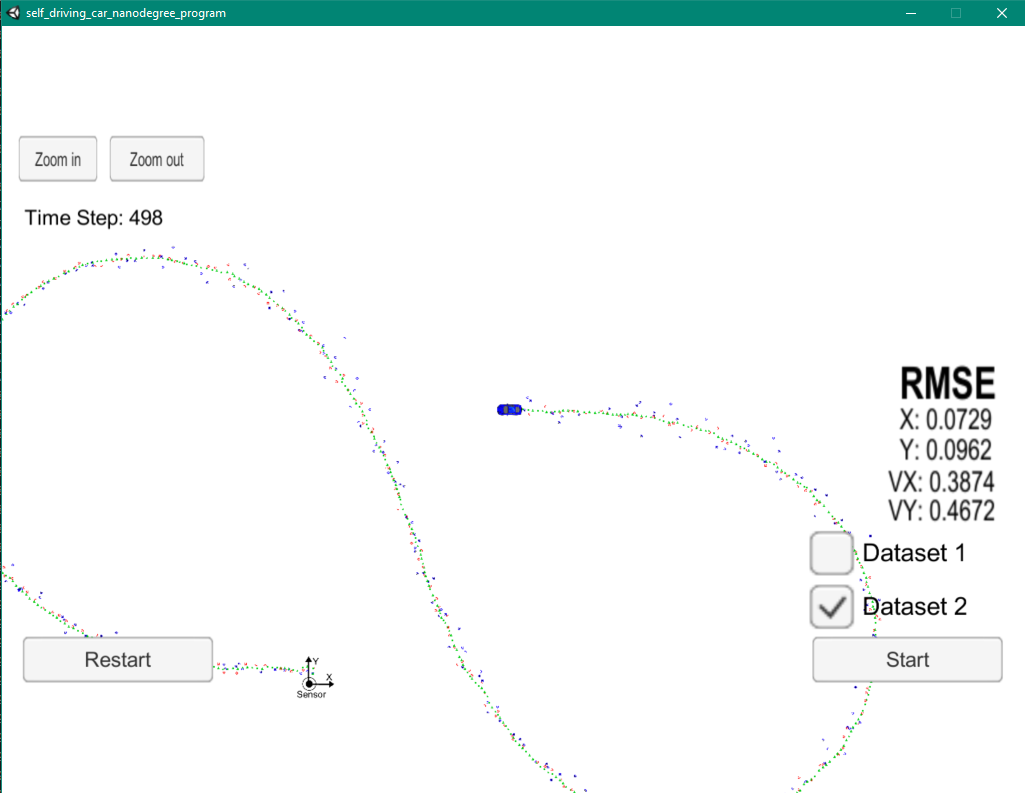 self_driving_car_nanodegree_program
Zoom in
Zoom out
Time Step: 498
RMSE
X: 0.0729
Y: 0.0962
VX: 0.3874
VY: 0.4672
Dataset 1
Dataset 2
Restart
Start
Y
X
Sensor